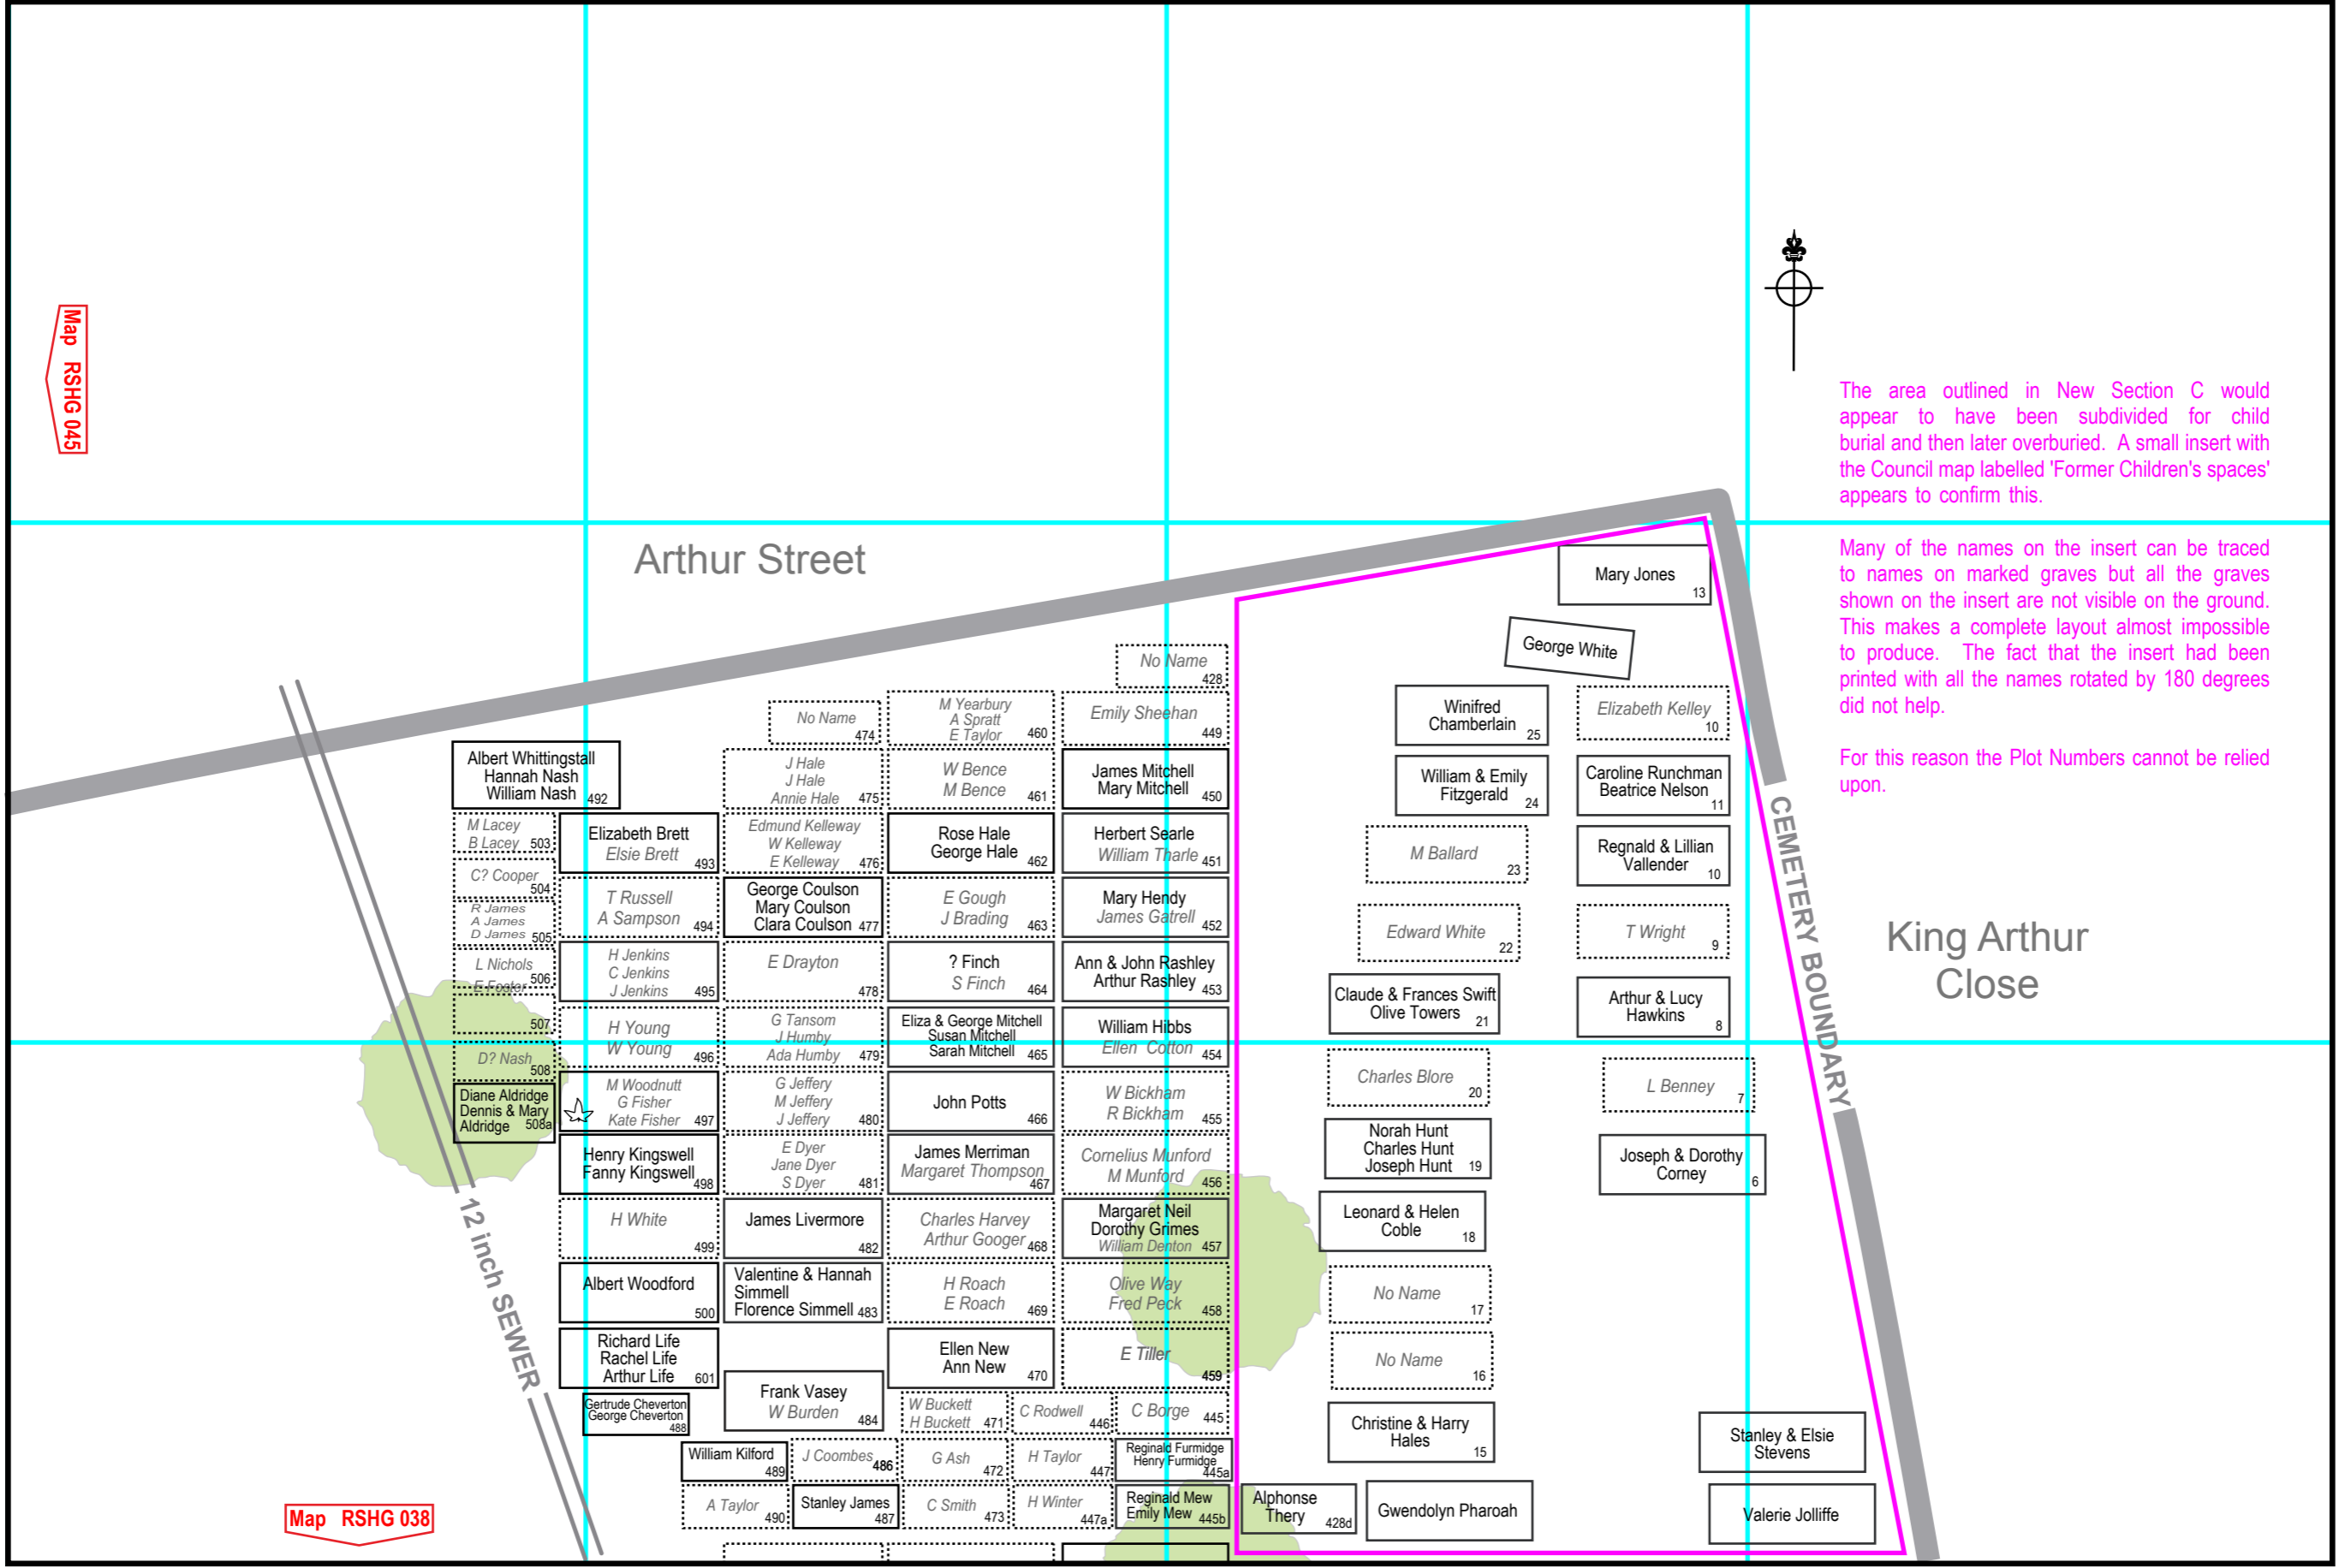 Map RSHG 045
The area outlined in New Section C would
appear to have been subdivided for child
burial and then later overburied. A small insert with
the Council map labelled 'Former Children's spaces'
appears to confirm this.
Many of the names on the insert can be traced
to names on marked graves but all the graves
shown on the insert are not visible on the ground.
This makes a complete layout almost impossible
to produce. The fact that the insert had been
printed with all the names rotated by 180 degrees
did not help.
For this reason the Plot Numbers cannot be relied
upon.
Arthur Street
King Arthur
Close
CEMETERY BOUNDARY
12 inch SEWER
Map RSHG 038
Albert Whittingstall
Hannah Nash
William Nash 492
M Lacey
B Lacey 503
C? Cooper
504
R James
A James
D James 505
L Nichols
506
E Foster
507
D? Nash
508
Diane Aldridge
Dennis & Mary
Aldridge 508a
Elizabeth Brett
Elsie Brett 493
T Russell
A Sampson 494
H Jenkins
C Jenkins
J Jenkins 495
H Young
W Young 496
M Woodnutt
G Fisher
Kate Fisher 497
Henry Kingswell
Fanny Kingswell 498
H White
499
Albert Woodford
500
Richard Life
Rachel Life
Arthur Life 601
Gertrude Cheverton
George Cheverton
488
William Kilford
489
A Taylor
490
No Name
474
J Hale
J Hale
Annie Hale 475
Edmund Kelleway
W Kelleway
E Kelleway 476
George Coulson
Mary Coulson
Clara Coulson 477
E Drayton
478
G Tansom
J Humby
Ada Humby 479
G Jeffery
M Jeffery
J Jeffery 480
E Dyer
Jane Dyer
S Dyer 481
James Livermore
482
Valentine & Hannah
Simmell
Florence Simmell 483
Frank Vasey
W Burden 484
J Coombes 486
Stanley James
487
M Yearbury
A Spratt
E Taylor 460
W Bence
M Bence 461
Rose Hale
George Hale 462
E Gough
J Brading 463
? Finch
S Finch 464
Eliza & George Mitchell
Susan Mitchell
Sarah Mitchell 465
John Potts
466
James Merriman
Margaret Thompson
467
Charles Harvey
Arthur Googer 468
H Roach
E Roach 469
Ellen New
Ann New 470
W Buckett
H Buckett 471
G Ash 472
C Smith 473
C Rodwell 446
H Taylor 447
H Winter
447a
No Name
428
Emily Sheehan
449
James Mitchell
Mary Mitchell 450
Herbert Searle
William Tharle 451
Mary Hendy
James Gatrell 452
Ann & John Rashley
Arthur Rashley 453
William Hibbs
Ellen Cotton 454
W Bickham
R Bickham 455
Cornelius Munford
M Munford 456
Margaret Neil
Dorothy Grimes
William Denton 457
Olive Way
Fred Peck 458
E Tiller
459
C Borge 445
Reginald Furmidge
Henry Furmidge
445a
Reginald Mew
Emily Mew 445b
Mary Jones
13
George White
Winifred
Chamberlain 25
William & Emily
Fitzgerald 24
M Ballard
23
Edward White
22
Claude & Frances Swift
Olive Towers 21
Charles Blore
20
Norah Hunt
Charles Hunt
Joseph Hunt 19
Leonard & Helen
Coble 18
No Name
17
No Name
16
Christine & Harry
Hales 15
Alphonse
Thery 428d
Gwendolyn Pharoah
Elizabeth Kelley
10
Caroline Runchman
Beatrice Nelson
11
Regnald & Lillian
Vallender 10
T Wright
9
Arthur & Lucy
Hawkins 8
L Benney
7
Joseph & Dorothy
Corney 6
Stanley & Elsie
Stevens
Valerie Jolliffe